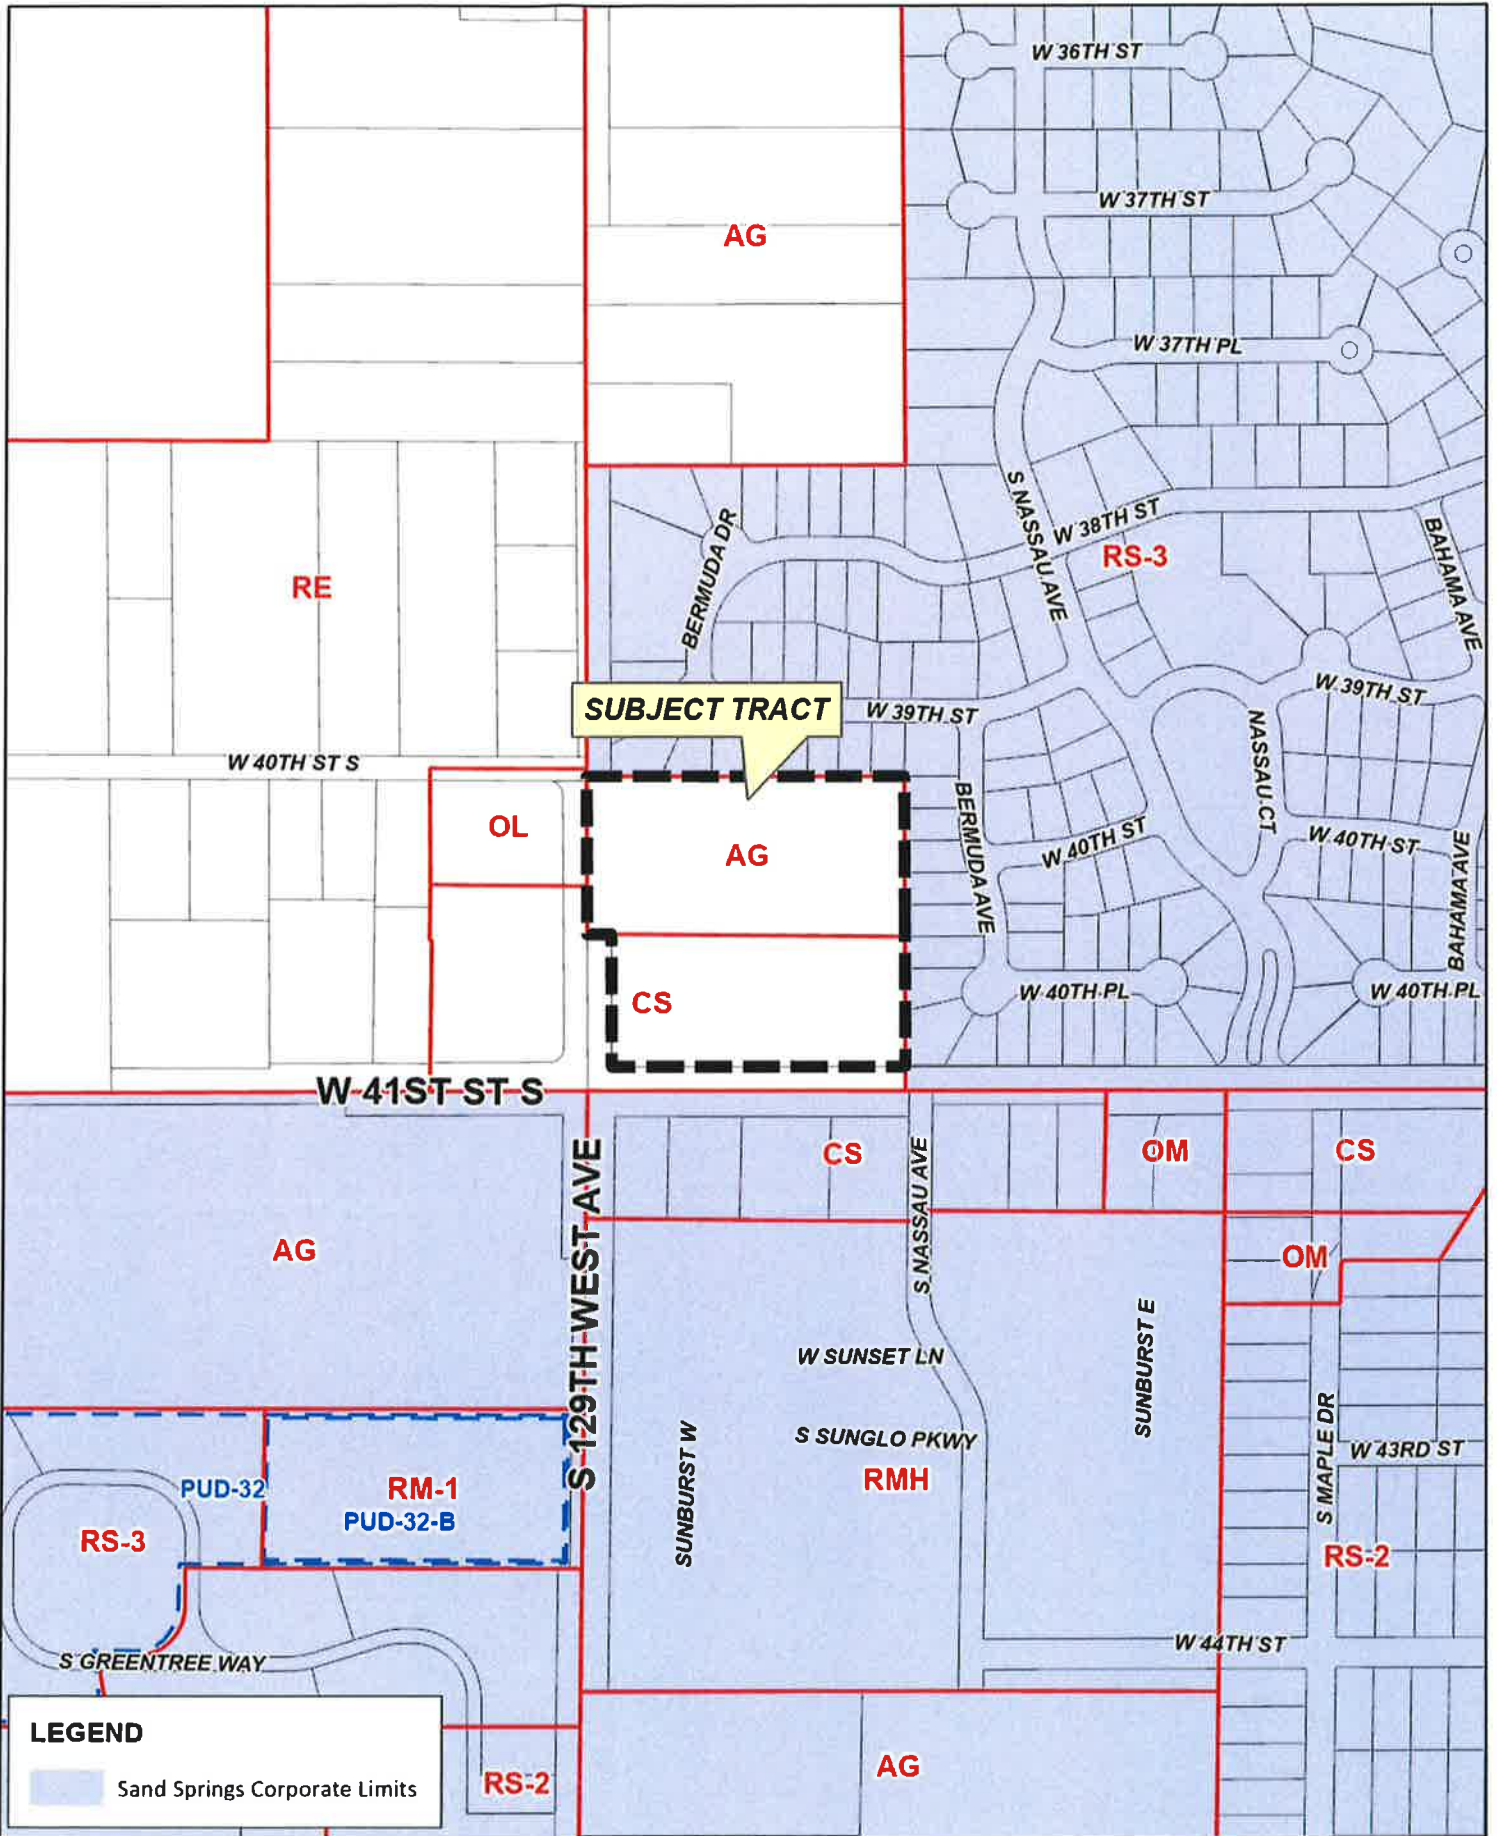 W 36TH ST
W 37TH ST
AG
W 37TH PL
S NASSAU AVE
W 38TH ST
BERMUDA DR
RS-3
BAHAMA AVE
RE
W 39TH ST
SUBJECT TRACT
W 39TH ST
NASSAU CT
W 40TH ST S
OL
AG
BERMUDA AVE
W 40TH ST
W 40TH ST
BAHAMA AVE
CS
W 40TH PL
W 40TH PL
W 41ST ST S
CS
S NASSAU AVE
OM
CS
S 129TH WEST AVE
AG
OM
W SUNSET LN
SUNBURST E
SUNBURST W
S SUNGLO PKWY
RMH
S MAPLE DR
W 43RD ST
PUD-32
RM-1
PUD-32-B
RS-3
RS-2
W 44TH ST
S GREENTREE WAY
LEGEND
Sand Springs Corporate Limits
RS-2
AG